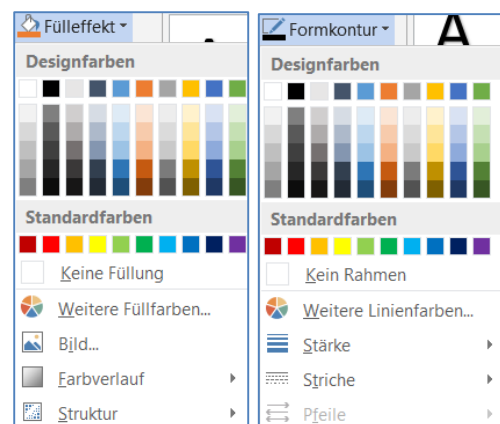 Fülleffekt
Designfarben
Standardfarben
Keine Füllung
Weitere Füllfarben...
Bild...
Farbverlauf
Struktur
Formkontur
A
Designfarben
Standardfarben
Kein Rahmen
Weitere Linienfarben...
Stärke
Striche
Pfeile